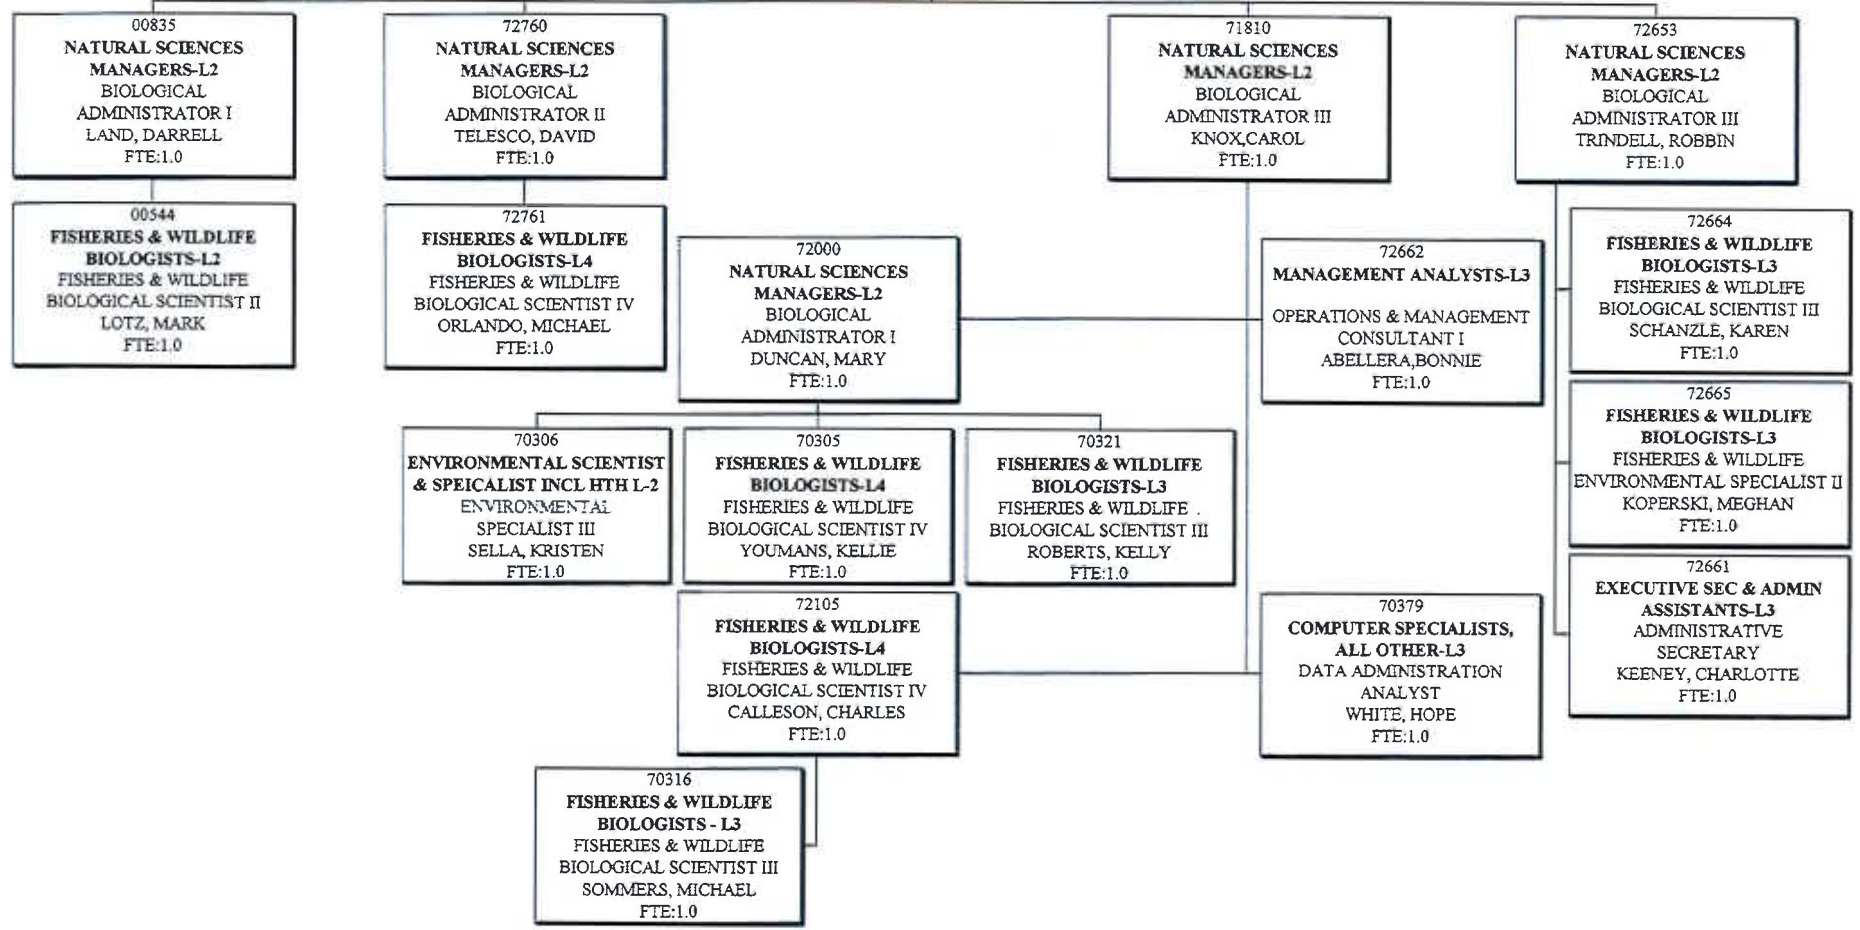 00835
NATURAL SCIENCES
MANAGERS-L2
BIOLOGICAL
ADMINISTRATOR I
LAND, DARRELL
FTE:1.0
72760
NATURAL SCIENCES
MANAGERS-L2
BIOLOGICAL
ADMINISTRATOR II
TELESCO, DAVID
FTE:1.0
71810
NATURAL SCIENCES
MANAGERS-L2
BIOLOGICAL
ADMINISTRATOR III
KNOX,CAROL
FTE:1.0
72653
NATURAL SCIENCES
MANAGERS-L2
BIOLOGICAL
ADMINISTRATOR III
TRINDELL, ROBBIN
FTE:1.0
00544
FISHERIES & WILDLIFE
BIOLOGISTS-L2
FISHERIES & WILDLIFE
BIOLOGICAL SCIENTIST II
LOTZ, MARK
FTE:1.0
72761
FISHERIES & WILDLIFE
BIOLOGISTS-L4
FISHERIES & WILDLIFE
BIOLOGICAL SCIENTIST IV
ORLANDO, MICHAEL
FTE:1.0
72000
NATURAL SCIENCES
MANAGERS-L2
BIOLOGICAL
ADMINISTRATOR I
DUNCAN, MARY
FTE:1.0
72662
MANAGEMENT ANALYSTS-L3
OPERATIONS & MANAGEMENT
CONSULTANT I
ABELLERA,BONNIE
FTE:1.0
72664
FISHERIES & WILDLIFE
BIOLOGISTS-L3
FISHERIES & WILDLIFE
BIOLOGICAL SCIENTIST III
SCHANZLE, KAREN
FTE:1.0
72665
FISHERIES & WILDLIFE
BIOLOGISTS-L3
FISHERIES & WILDLIFE
ENVIRONMENTAL SPECIALIST II
KOPERSKI, MEGHAN
FTE:1.0
70306
ENVIRONMENTAL SCIENTIST
& SPEICALIST INCL HTH L-2
ENVIRONMENTAL
SPECIALIST III
SELLA, KRISTEN
FTE:1.0
70305
FISHERIES & WILDLIFE
BIOLOGISTS-L4
FISHERIES & WILDLIFE
BIOLOGICAL SCIENTIST IV
YOUMANS, KELLIE
FTE:1.0
70321
FISHERIES & WILDLIFE
BIOLOGISTS-L3
FISHERIES & WILDLIFE .
BIOLOGICAL SCIENTIST III
ROBERTS, KELLY
FTE:1.0
72661
EXECUTIVE SEC & ADMIN
ASSISTANTS-L3
ADMINISTRATIVE
SECRETARY
KEENEY, CHARLOTTE
FTE:1.0
72105
FISHERIES & WILDLIFE
BIOLOGISTS-L4
FISHERIES & WILDLIFE
BIOLOGICAL SCIENTIST IV
CALLESON, CHARLES
FTE:1.0
70379
COMPUTER SPECIALISTS,
ALL OTHER-L3
DATA ADMINISTRATION
ANALYST
WHITE, HOPE
FTE:1.0
70316
FISHERIES & WILDLIFE
BIOLOGISTS - L3
FISHERIES & WILDLIFE
BIOLOGICAL SCIENTIST III
SOMMERS, MICHAEL
FTE:1.0